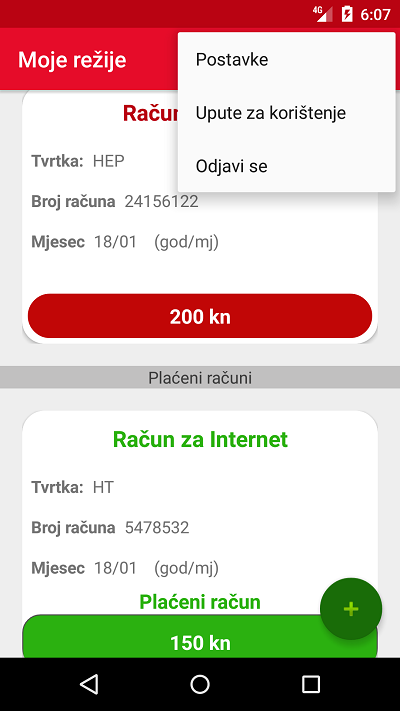 4G 6:07
Moje režije
Postavke
Upute za korištenje
Odjavi se
Račun
Tvrtka: HEP
Broj računa 24156122
Mjesec 18/01 (god/mj)
200 kn
Plaćeni računi
Račun za Internet
Tvrtka: HT
Broj računa 5478532
Mjesec 18/01 (god/mj)
Plaćeni račun
+
150 kn